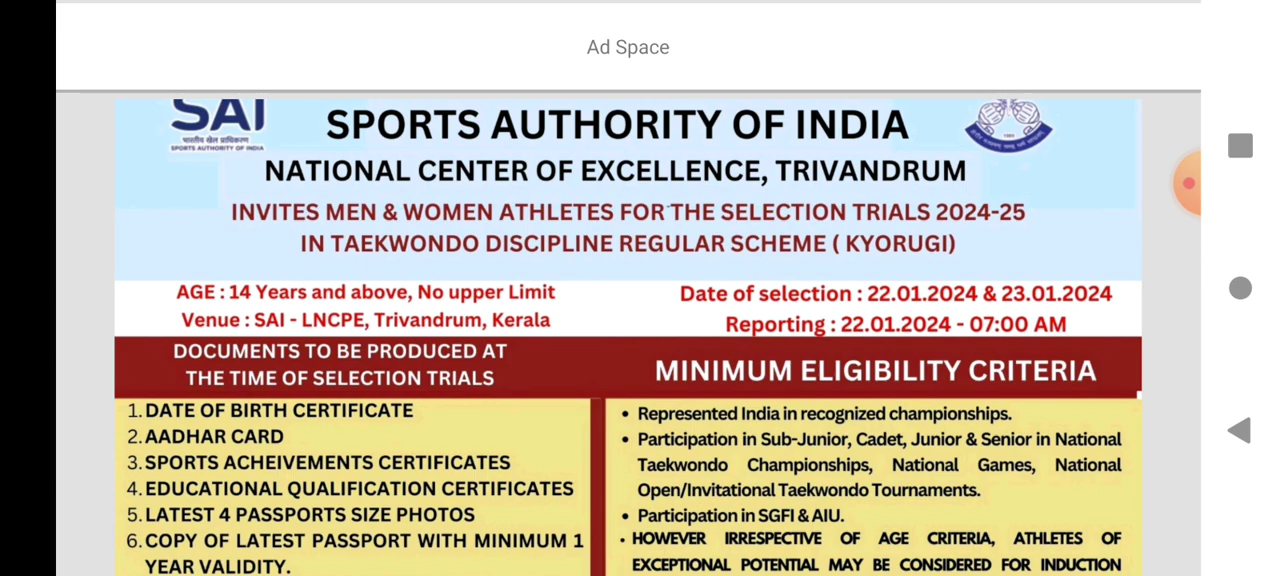 Ad Space
SAI
भारतीय खेल प्राधिकरण
SPORTS AUTHORITY OF INDIA
SPORTS AUTHORITY OF INDIA
NATIONAL CENTER OF EXCELLENCE, TRIVANDRUM
INVITES MEN & WOMEN ATHLETES FOR THE SELECTION TRIALS 2024-25
IN TAEKWONDO DISCIPLINE REGULAR SCHEME ( KYORUGI)
AGE : 14 Years and above, No upper Limit
Venue : SAI - LNCPE, Trivandrum, Kerala
Date of selection : 22.01.2024 & 23.01.2024
Reporting : 22.01.2024 - 07:00 AM
DOCUMENTS TO BE PRODUCED AT
THE TIME OF SELECTION TRIALS
1. DATE OF BIRTH CERTIFICATE
2. AADHAR CARD
3. SPORTS ACHEIVEMENTS CERTIFICATES
4. EDUCATIONAL QUALIFICATION CERTIFICATES
5. LATEST 4 PASSPORTS SIZE PHOTOS
6. COPY OF LATEST PASSPORT WITH MINIMUM 1
YEAR VALIDITY.
MINIMUM ELIGIBILITY CRITERIA
• Represented India in recognized championships.
• Participation in Sub-Junior, Cadet, Junior & Senior in National
Taekwondo Championships, National Games, National
Open/Invitational Taekwondo Tournaments.
• Participation in SGFI & AIU.
• HOWEVER IRRESPECTIVE OF AGE CRITERIA, ATHLETES OF
EXCEPTIONAL POTENTIAL MAY BE CONSIDERED FOR INDUCTION